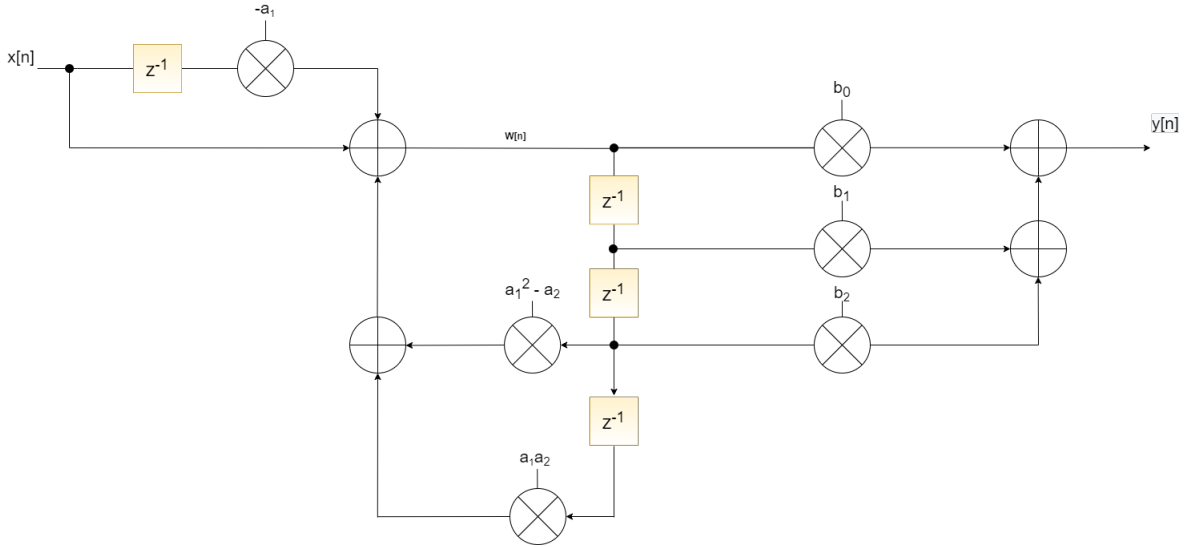 -a₁
x[n]
z⁻¹
b₀
W[n]
y[n]
z⁻¹
b₁
z⁻¹
a₁² - a₂
b₂
z⁻¹
a₁a₂